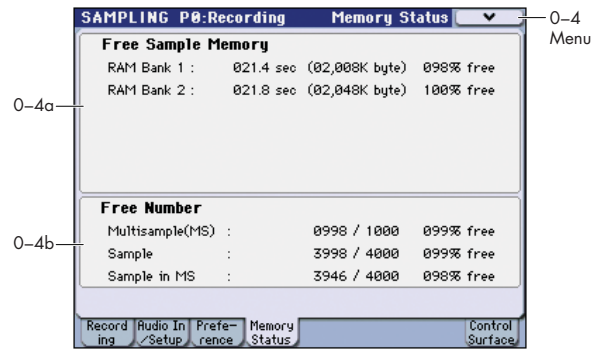 SAMPLING P0:Recording Memory Status
0–4 Menu
Free Sample Memory
RAM Bank 1 : 021.4 sec (02,008K byte) 098% free
RAM Bank 2 : 021.8 sec (02,048K byte) 100% free
0–4a
Free Number
Multisample(MS) : 0998 / 1000 099% free
Sample : 3998 / 4000 099% free
Sample in MS : 3946 / 4000 098% free
0–4b
Record ing
Audio In /Setup
Prefe- rence
Memory Status
Control Surface